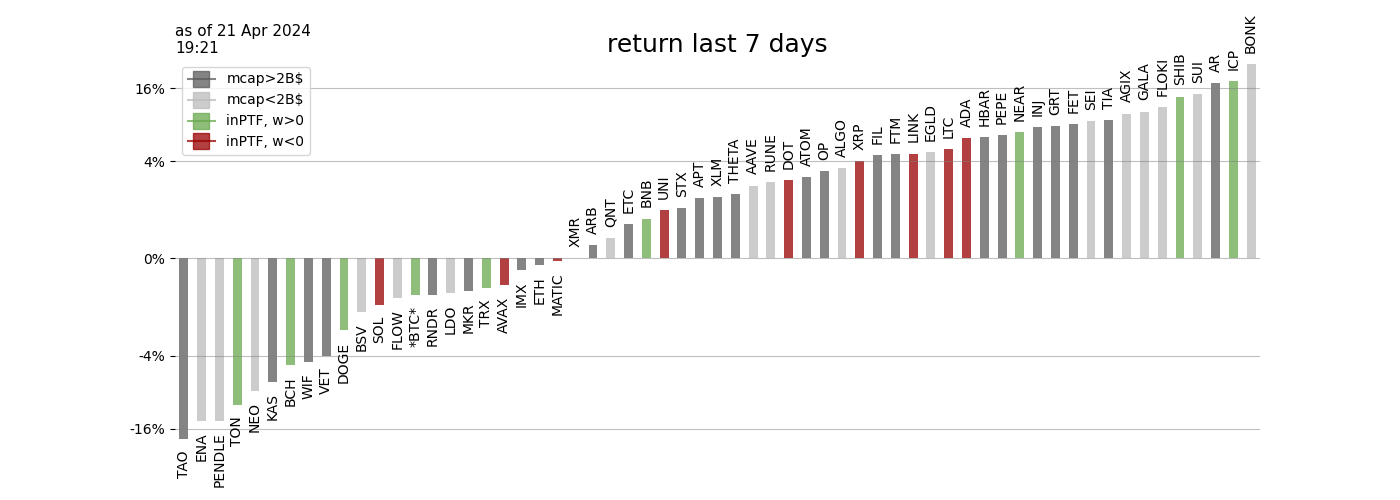 as of 21 Apr 2024
19:21
return last 7 days
mcap>2B$
mcap<2B$
inPTF, w>0
inPTF, w<0
16%
4%
0%
-4%
-16%
TAO
ENA
PENDLE
TON
NEO
KAS
BCH
WIF
VET
DOGE
BSV
SOL
FLOW
*BTC*
RNDR
LDO
MKR
TRX
AVAX
IMX
ETH
MATIC
XMR
ARB
QNT
ETC
BNB
UNI
STX
APT
XLM
THETA
AAVE
RUNE
DOT
ATOM
OP
ALGO
XRP
FIL
FTM
LINK
EGLD
LTC
ADA
HBAR
PEPE
NEAR
INJ
GRT
FET
SEI
TIA
AGIX
GALA
FLOKI
SHIB
SUI
AR
ICP
BONK